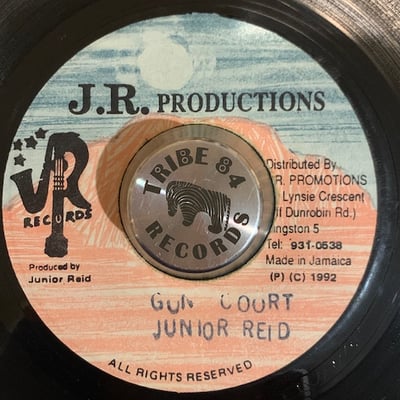 J.R. PRODUCTIONS
JR
RECORDS
TRIBE 84
RECORDS
Distributed By
R. PROMOTIONS
Lynsie Crescent
Dunrobin Rd.)
ingston 5
Tel: 931-0538
Made in Jamaica
(P) (C) 1992
Produced by
Junior Reid
GUN COURT
JUNIOR REID
ALL RIGHTS RESERVED